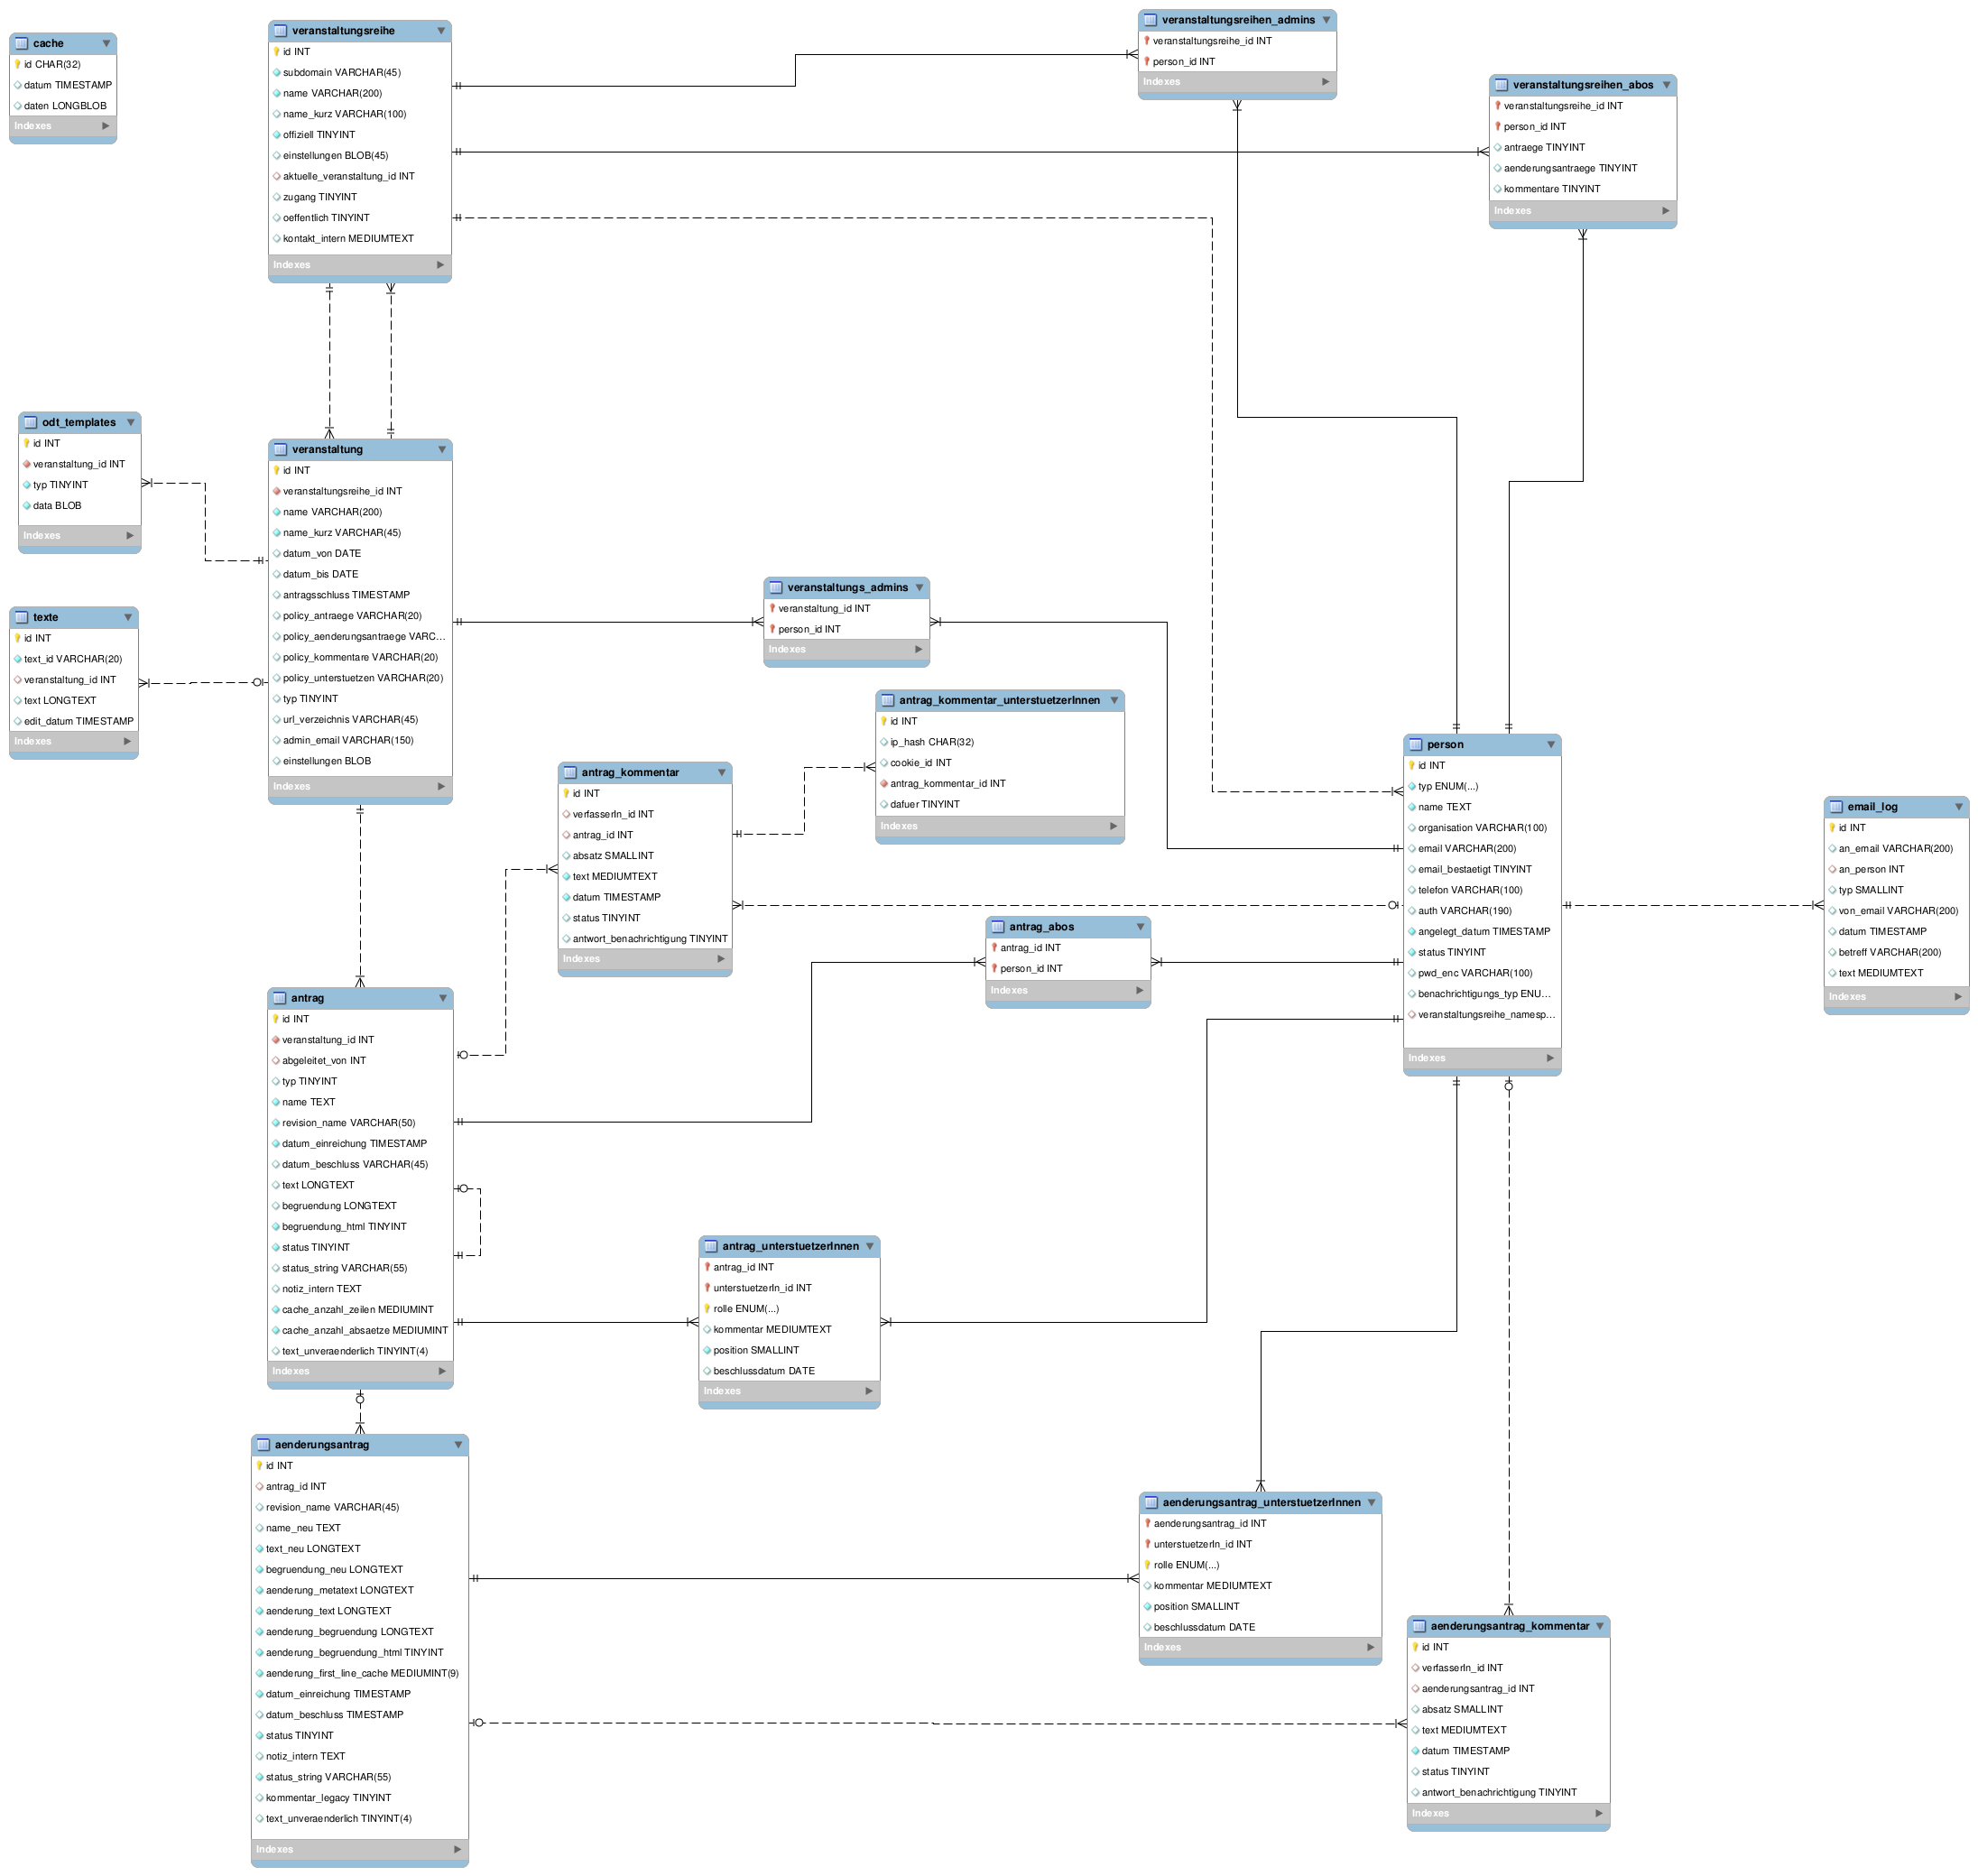 cache
id CHAR(32)
datum TIMESTAMP
daten LONGBLOB
Indexes
veranstaltungsreihe
id INT
subdomain VARCHAR(45)
name VARCHAR(200)
name_kurz VARCHAR(100)
offiziell TINYINT
einstellungen BLOB(45)
aktuelle_veranstaltung_id INT
zugang TINYINT
oeffentlich TINYINT
kontakt_intern MEDIUMTEXT
Indexes
veranstaltungsreihen_admins
veranstaltungsreihe_id INT
person_id INT
Indexes
veranstaltungsreihen_abos
veranstaltungsreihe_id INT
person_id INT
antraege TINYINT
aenderungsantraege TINYINT
kommentare TINYINT
Indexes
odt_templates
id INT
veranstaltung_id INT
typ TINYINT
data BLOB
Indexes
texte
id INT
text_id VARCHAR(20)
veranstaltung_id INT
text LONGTEXT
edit_datum TIMESTAMP
Indexes
veranstaltung
id INT
veranstaltungsreihe_id INT
name VARCHAR(200)
name_kurz VARCHAR(45)
datum_von DATE
datum_bis DATE
antragsschluss TIMESTAMP
policy_antraege VARCHAR(20)
policy_aenderungsantraege VARC...
policy_kommentare VARCHAR(20)
policy_unterstuetzen VARCHAR(20)
typ TINYINT
url_verzeichnis VARCHAR(45)
admin_email VARCHAR(150)
einstellungen BLOB
Indexes
veranstaltungs_admins
veranstaltung_id INT
person_id INT
Indexes
antrag_kommentar_unterstuetzerInnen
id INT
ip_hash CHAR(32)
cookie_id INT
antrag_kommentar_id INT
dafuer TINYINT
Indexes
antrag_kommentar
id INT
verfasserIn_id INT
antrag_id INT
absatz SMALLINT
text MEDIUMTEXT
datum TIMESTAMP
status TINYINT
antwort_benachrichtigung TINYINT
Indexes
person
id INT
typ ENUM(...)
name TEXT
organisation VARCHAR(100)
email VARCHAR(200)
email_bestaetigt TINYINT
telefon VARCHAR(100)
auth VARCHAR(190)
angelegt_datum TIMESTAMP
status TINYINT
pwd_enc VARCHAR(100)
benachrichtigungs_typ ENU...
veranstaltungsreihe_namesp...
Indexes
email_log
id INT
an_email VARCHAR(200)
an_person INT
typ SMALLINT
von_email VARCHAR(200)
datum TIMESTAMP
betreff VARCHAR(200)
text MEDIUMTEXT
Indexes
antrag_abos
antrag_id INT
person_id INT
Indexes
antrag
id INT
veranstaltung_id INT
abgeleitet_von INT
typ TINYINT
name TEXT
revision_name VARCHAR(50)
datum_einreichung TIMESTAMP
datum_beschluss VARCHAR(45)
text LONGTEXT
begruendung LONGTEXT
begruendung_html TINYINT
status TINYINT
status_string VARCHAR(55)
notiz_intern TEXT
cache_anzahl_zeilen MEDIUMINT
cache_anzahl_absaetze MEDIUMINT
text_unveraenderlich TINYINT(4)
Indexes
antrag_unterstuetzerInnen
antrag_id INT
unterstuetzerIn_id INT
rolle ENUM(...)
kommentar MEDIUMTEXT
position SMALLINT
beschlussdatum DATE
Indexes
aenderungsantrag
id INT
antrag_id INT
revision_name VARCHAR(45)
name_neu TEXT
text_neu LONGTEXT
begruendung_neu LONGTEXT
aenderung_metatext LONGTEXT
aenderung_text LONGTEXT
aenderung_begruendung LONGTEXT
aenderung_begruendung_html TINYINT
aenderung_first_line_cache MEDIUMINT(9)
datum_einreichung TIMESTAMP
datum_beschluss TIMESTAMP
status TINYINT
notiz_intern TEXT
status_string VARCHAR(55)
kommentar_legacy TINYINT
text_unveraenderlich TINYINT(4)
Indexes
aenderungsantrag_unterstuetzerInnen
aenderungsantrag_id INT
unterstuetzerIn_id INT
rolle ENUM(...)
kommentar MEDIUMTEXT
position SMALLINT
beschlussdatum DATE
Indexes
aenderungsantrag_kommentar
id INT
verfasserIn_id INT
aenderungsantrag_id INT
absatz SMALLINT
text MEDIUMTEXT
datum TIMESTAMP
status TINYINT
antwort_benachrichtigung TINYINT
Indexes